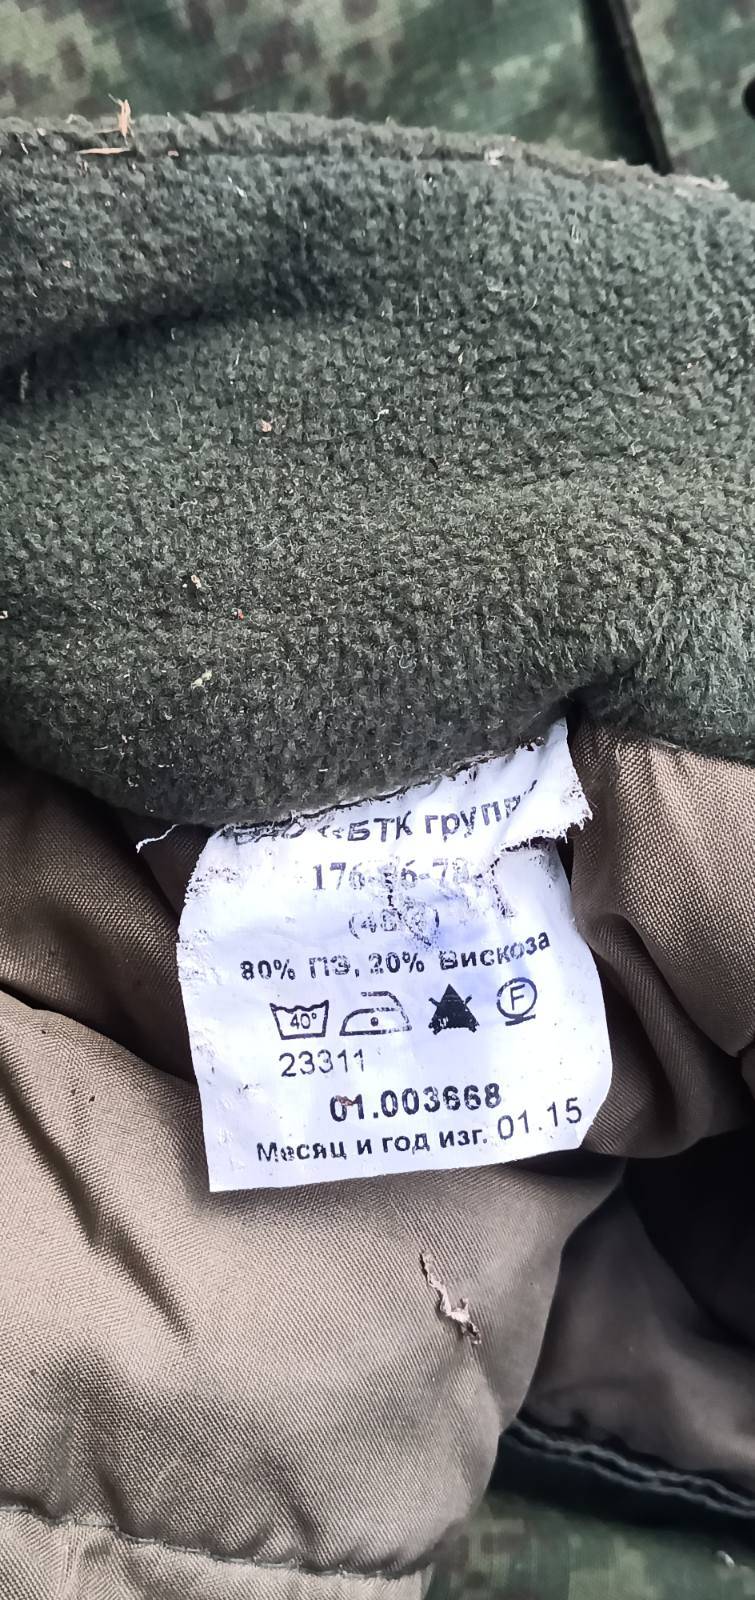 «БТК групп»
80% ПЭ, 20% Вискоза
40° F
23311
01.003668
Месяц и год изг. 01.15